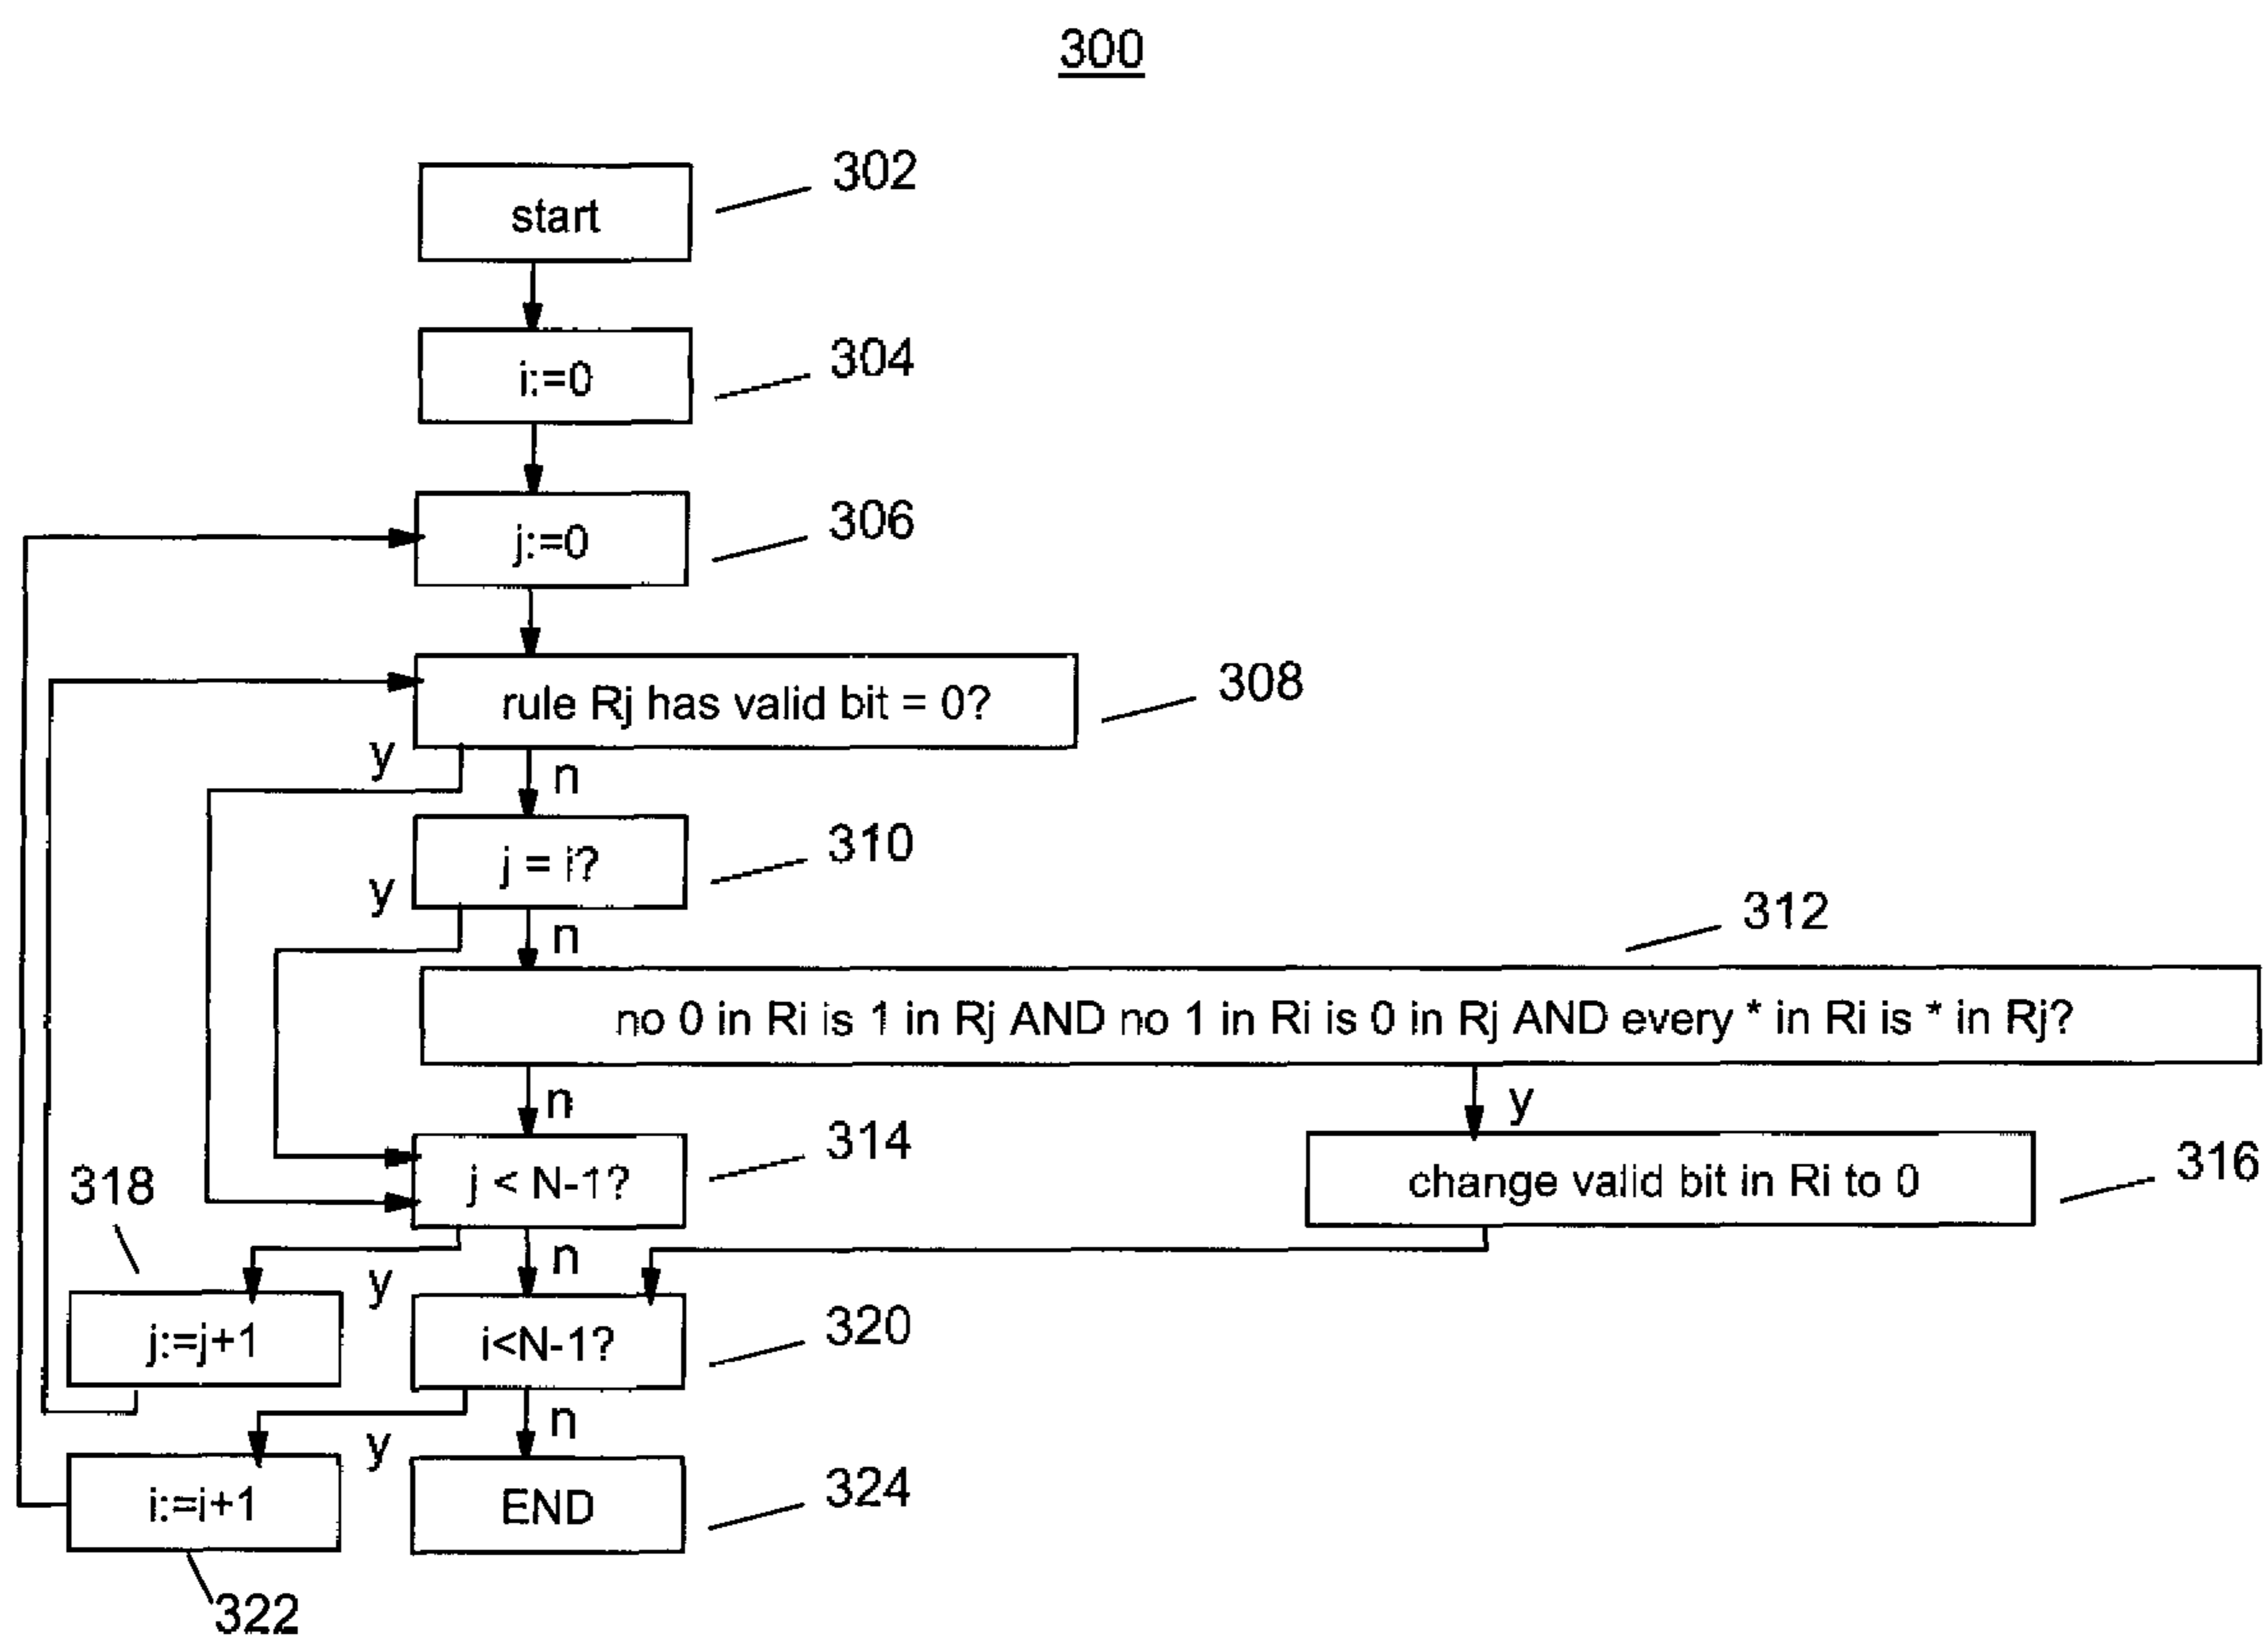 300
302
start
304
i:=0
306
j:=0
308
rule Rj has valid bit = 0?
y
n
310
j = i?
y
n
312
no 0 in Ri is 1 in Rj AND no 1 in Ri is 0 in Rj AND every * in Ri is * in Rj?
n
y
314
j < N-1?
316
change valid bit in Ri to 0
318
y
n
j:=j+1
320
i<N-1?
y
n
i:=i+1
324
END
322